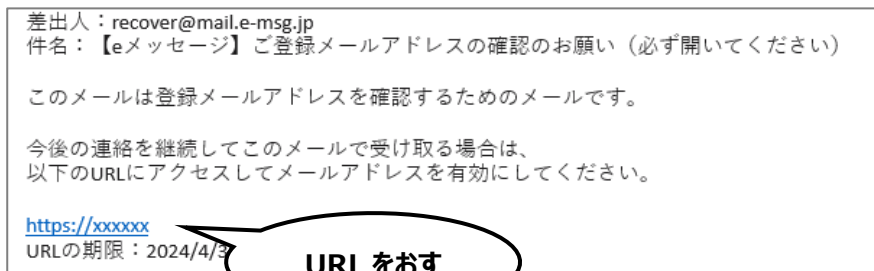 差出人：recover@mail.e-msg.jp
件名：【eメッセージ】ご登録メールアドレスの確認のお願い（必ず開いてください）
このメールは登録メールアドレスを確認するためのメールです。
今後の連絡を継続してこのメールで受け取る場合は、
以下のURLにアクセスしてメールアドレスを有効にしてください。
https://xxxxxx
URLの期限：2024/4/3
URL をおす